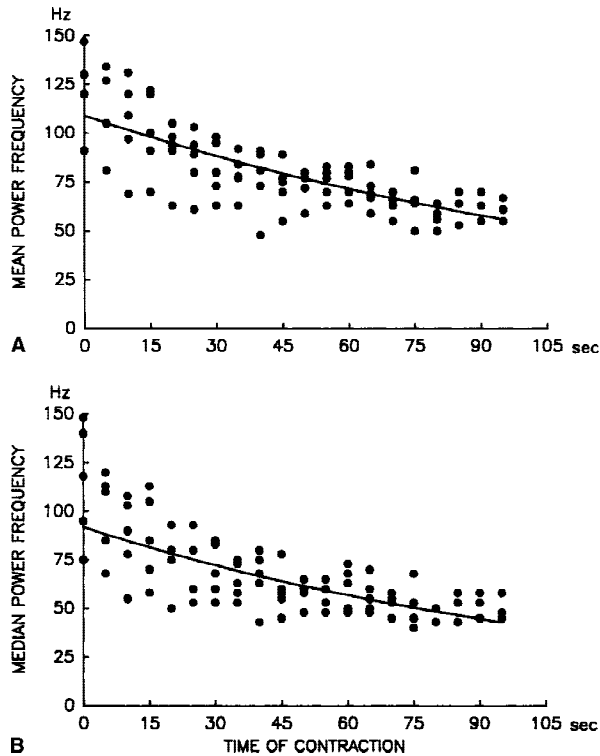 Hz
150
125
100
75
50
25
0
MEAN POWER FREQUENCY
A
0 15 30 45 60 75 90 105 sec
Hz
150
125
100
75
50
25
0
MEDIAN POWER FREQUENCY
0 15 30 45 60 75 90 105 sec
B
TIME OF CONTRACTION